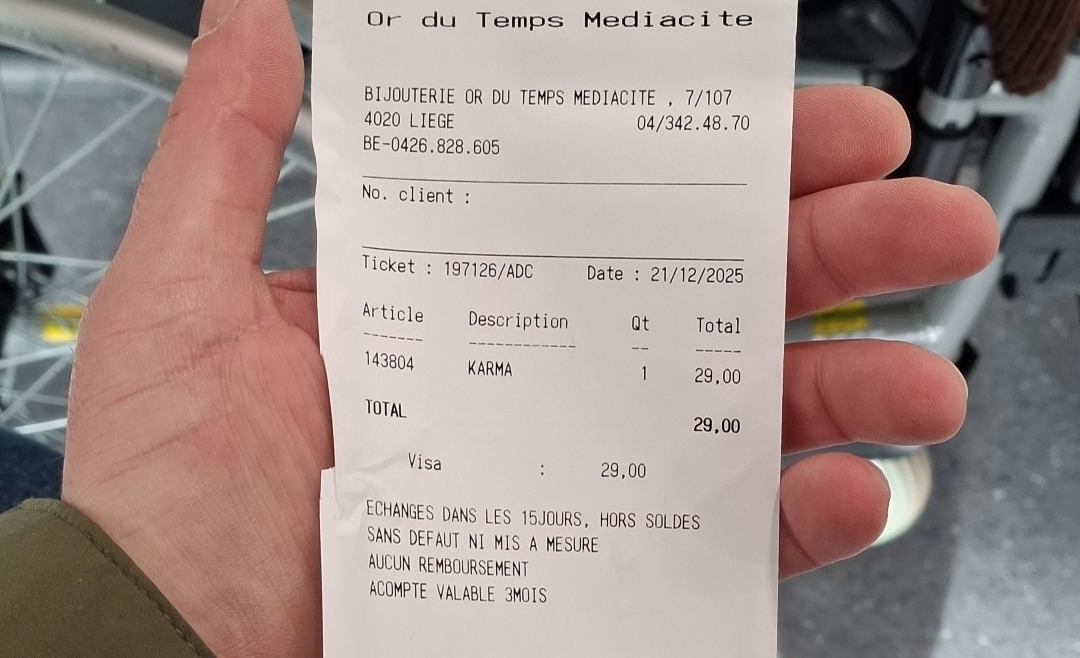 Or du Temps Mediacite
BIJOUTERIE OR DU TEMPS MEDIACITE , 7/107
4020 LIEGE 04/342.48.70
BE-0426.828.605
No. client :
Ticket : 197126/ADC Date : 21/12/2025
Article Description Qt Total
143804 KARMA 1 29,00
TOTAL 29,00
Visa : 29,00
ECHANGES DANS LES 15JOURS, HORS SOLDES
SANS DEFAUT NI MIS A MESURE
AUCUN REMBOURSEMENT
ACOMPTE VALABLE 3MOIS